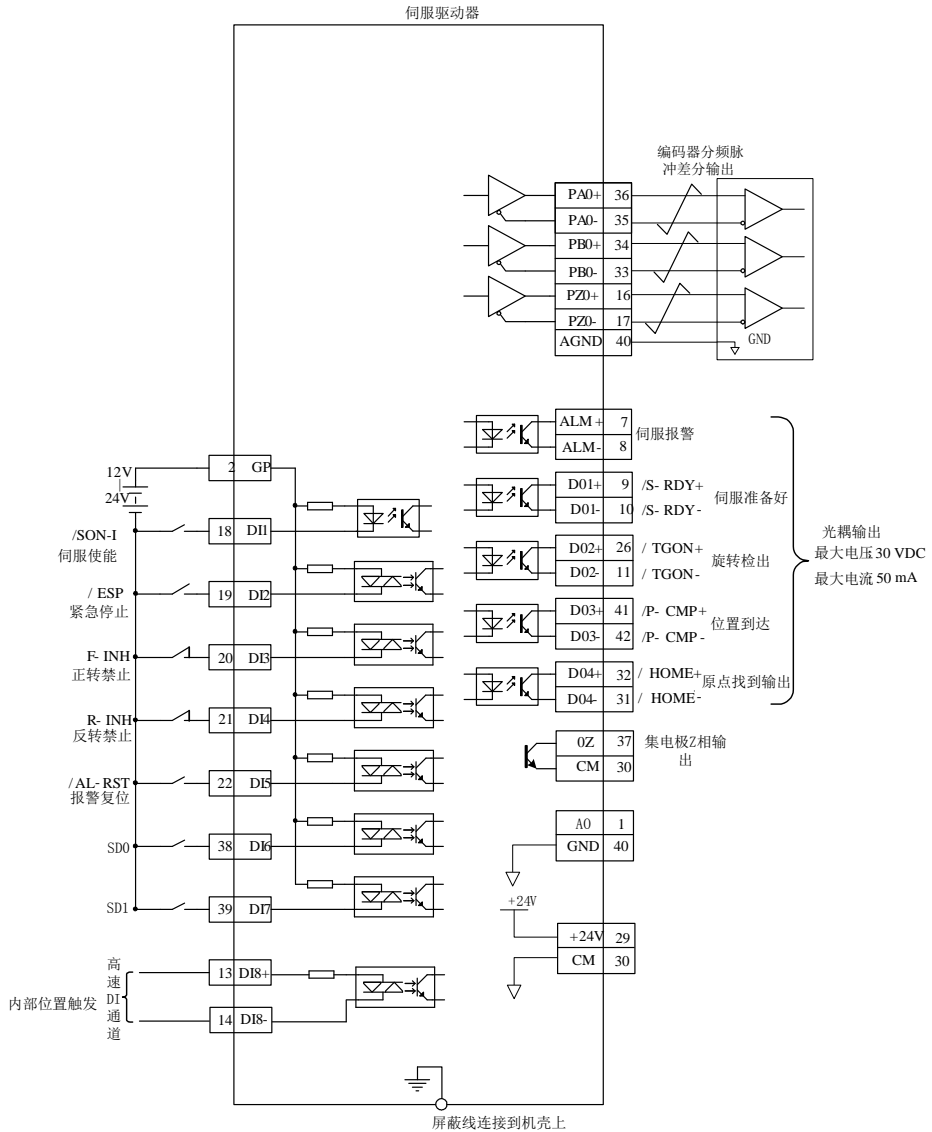 伺服驱动器
编码器分频脉
冲差分输出
PA0+ 36
PA0- 35
PB0+ 34
PB0- 33
PZ0+ 16
PZ0- 17
AGND 40
GND
ALM+ 7
ALM- 8
伺服报警
D01+ 9 /S-RDY+
D01- 10 /S-RDY-
伺服准备好
D02+ 26 /TGON+
D02- 11 /TGON-
旋转检出
D03+ 41 /P-CMP+
D03- 42 /P-CMP-
位置到达
D04+ 32 /HOME+
D04- 31 /HOME-
原点找到输出
光耦输出
最大电压30 VDC
最大电流50 mA
0Z 37
CM 30
集电极Z相输
出
AO 1
GND 40
+24V
+24V 29
CM 30
12V
24V
2 GP
/SON-I
伺服使能
18 DI1
/ESP
紧急停止
19 DI2
F-INH
正转禁止
20 DI3
R-INH
反转禁止
21 DI4
/AL-RST
报警复位
22 DI5
SD0
38 DI6
SD1
39 DI7
内部位置触发
高
速
DI
通
道
13 DI8+
14 DI8-
屏蔽线连接到机壳上